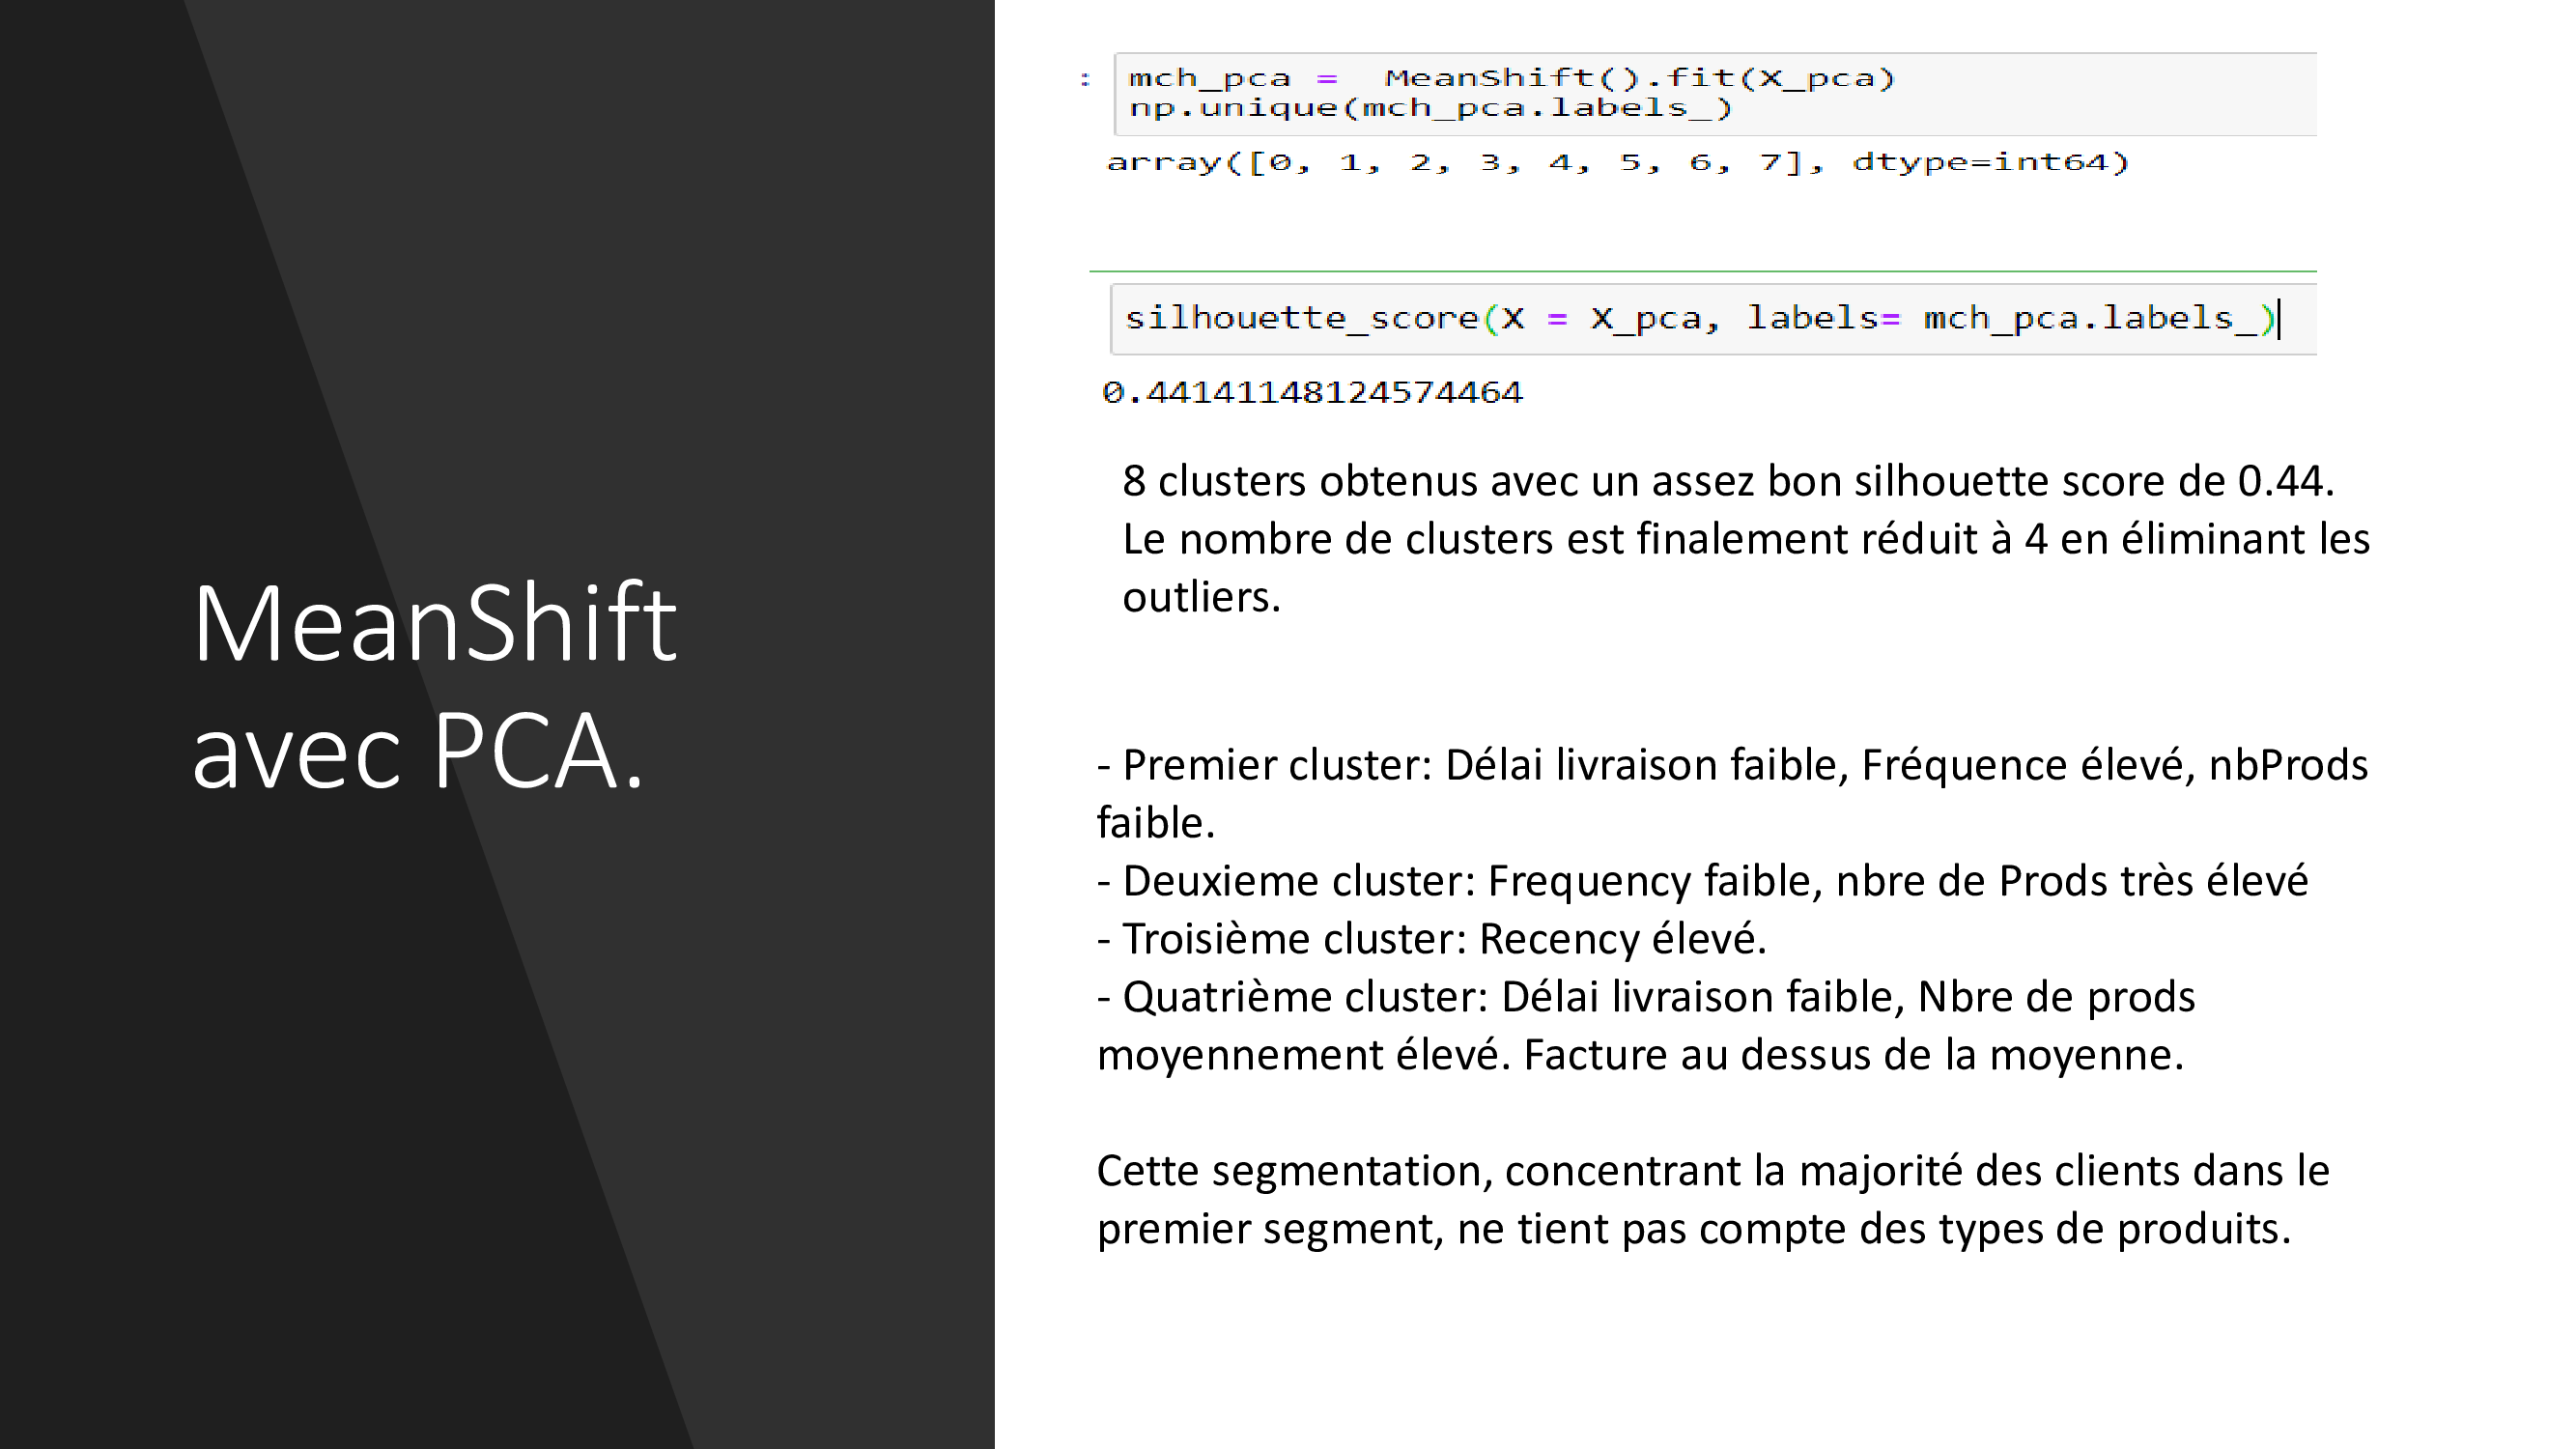 MeanShift
avec PCA.
: mch_pca =  MeanShift().fit(X_pca)
np.unique(mch_pca.labels_)
array([0, 1, 2, 3, 4, 5, 6, 7], dtype=int64)
silhouette_score(X = X_pca, labels= mch_pca.labels_)
0.44141148124574464
8 clusters obtenus avec un assez bon silhouette score de 0.44.
Le nombre de clusters est finalement réduit à 4 en éliminant les
outliers.
- Premier cluster: Délai livraison faible, Fréquence élevé, nbProds
faible.
- Deuxieme cluster: Frequency faible, nbre de Prods très élevé
- Troisième cluster: Recency élevé.
- Quatrième cluster: Délai livraison faible, Nbre de prods
moyennement élevé. Facture au dessus de la moyenne.
Cette segmentation, concentrant la majorité des clients dans le
premier segment, ne tient pas compte des types de produits.